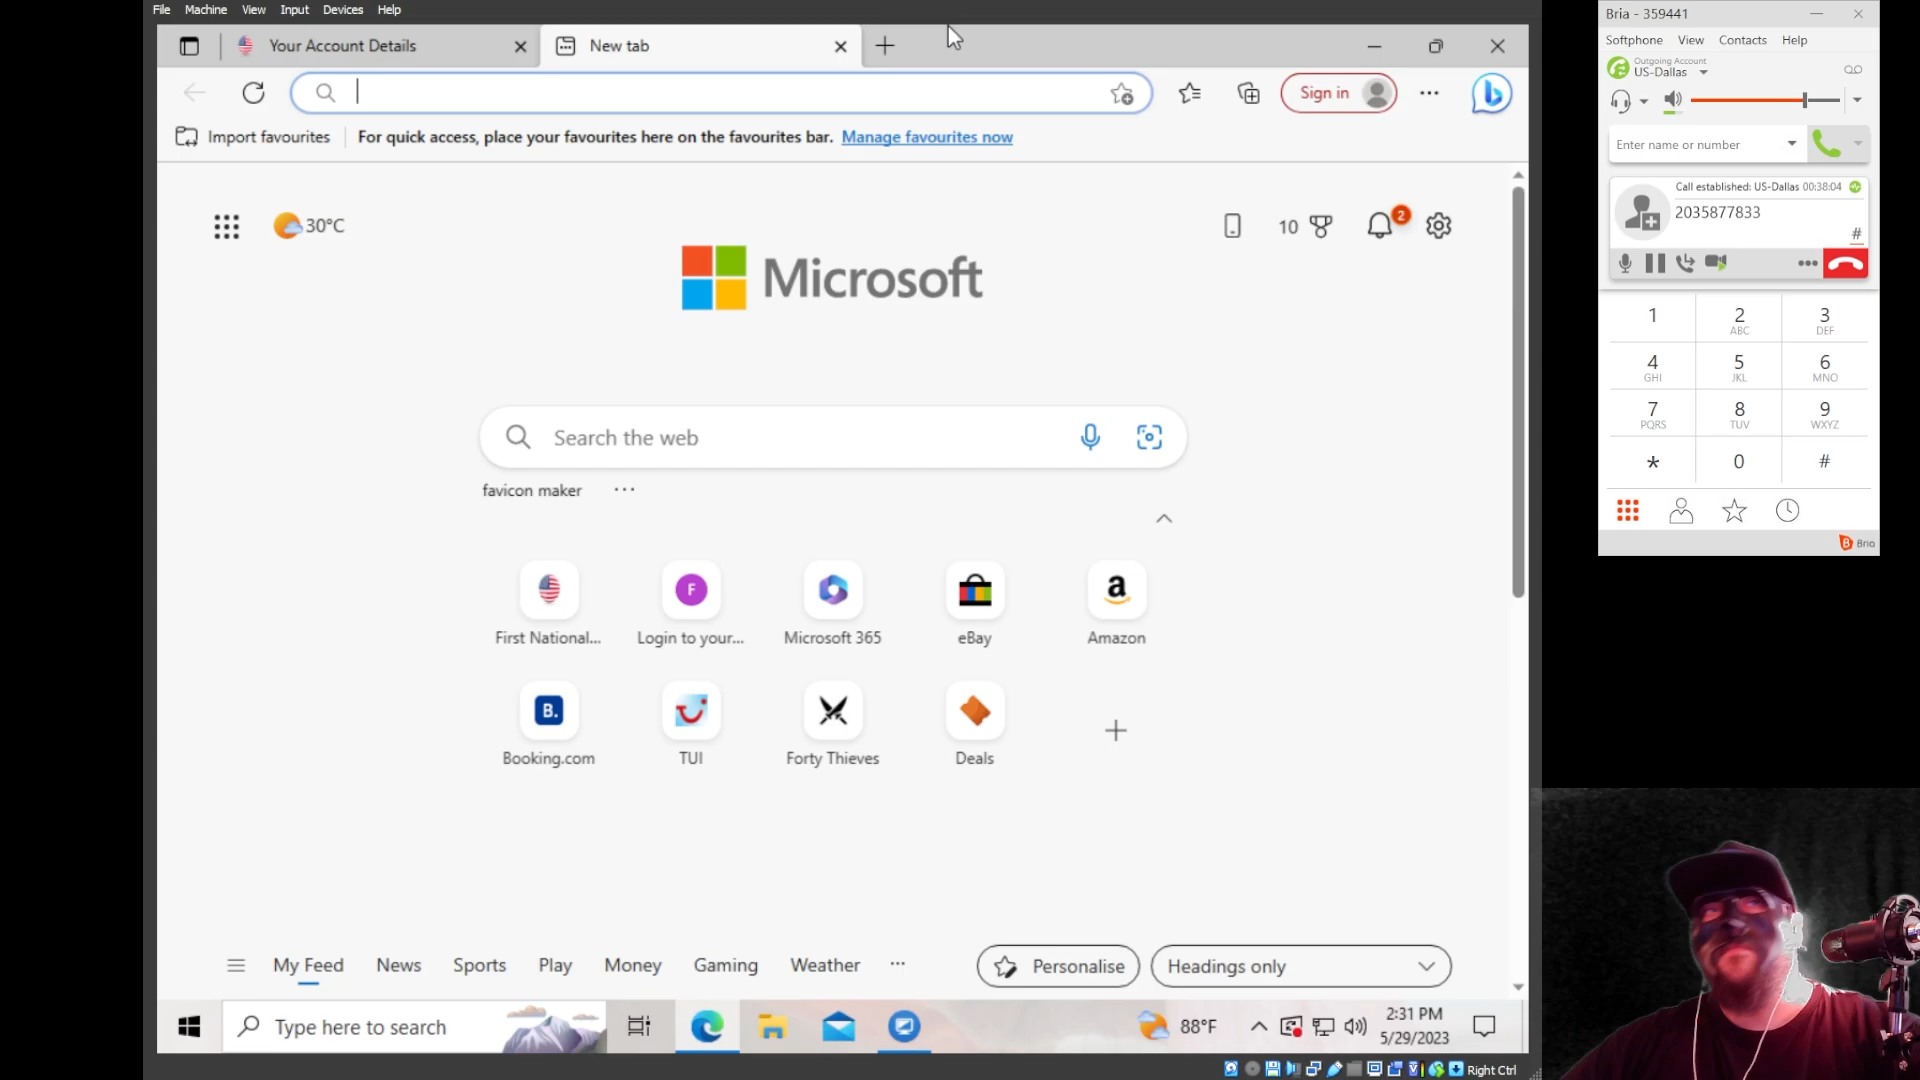 File Machine View Input Devices Help
Your Account Details
New tab
Sign in
Import favourites
For quick access, place your favourites here on the favourites bar. Manage favourites now
30°C
10
2
Microsoft
Search the web
favicon maker
First National...
F
Login to your...
Microsoft 365
eBay
a
Amazon
B.
Booking.com
TUI
Forty Thieves
Deals
My Feed News Sports Play Money Gaming Weather
Personalise
Headings only
Type here to search
88°F
2:31 PM
5/29/2023
Right Ctrl
Bria - 359441
Softphone View Contacts Help
Outgoing Account
US-Dallas
Enter name or number
Call established: US-Dallas 00:38:04
2035877833
#
1 2 3
ABC DEF
4 5 6
GHI JKL MNO
7 8 9
PQRS TUV WXYZ
* 0 #
Bria